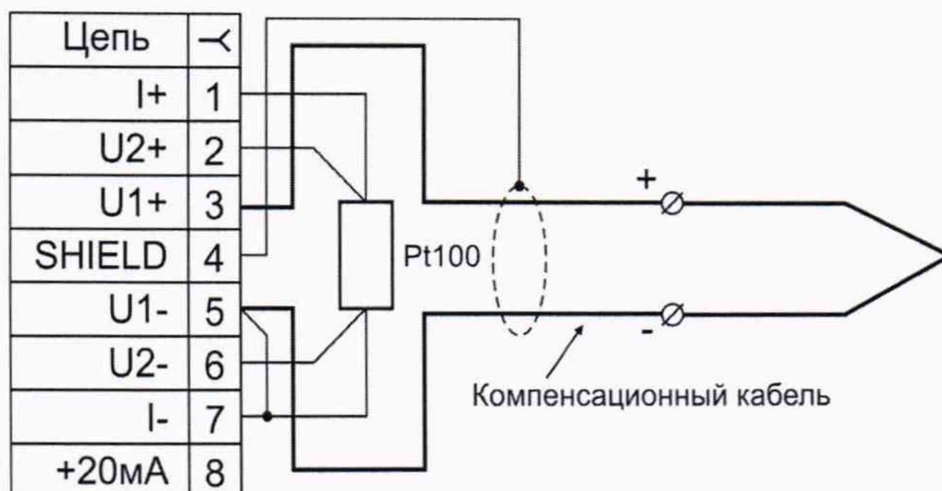 Цепь
I+ 1
U2+ 2
U1+ 3
SHIELD 4
U1- 5
U2- 6
I- 7
+20мА 8
Pt100
+
-
Компенсационный кабель